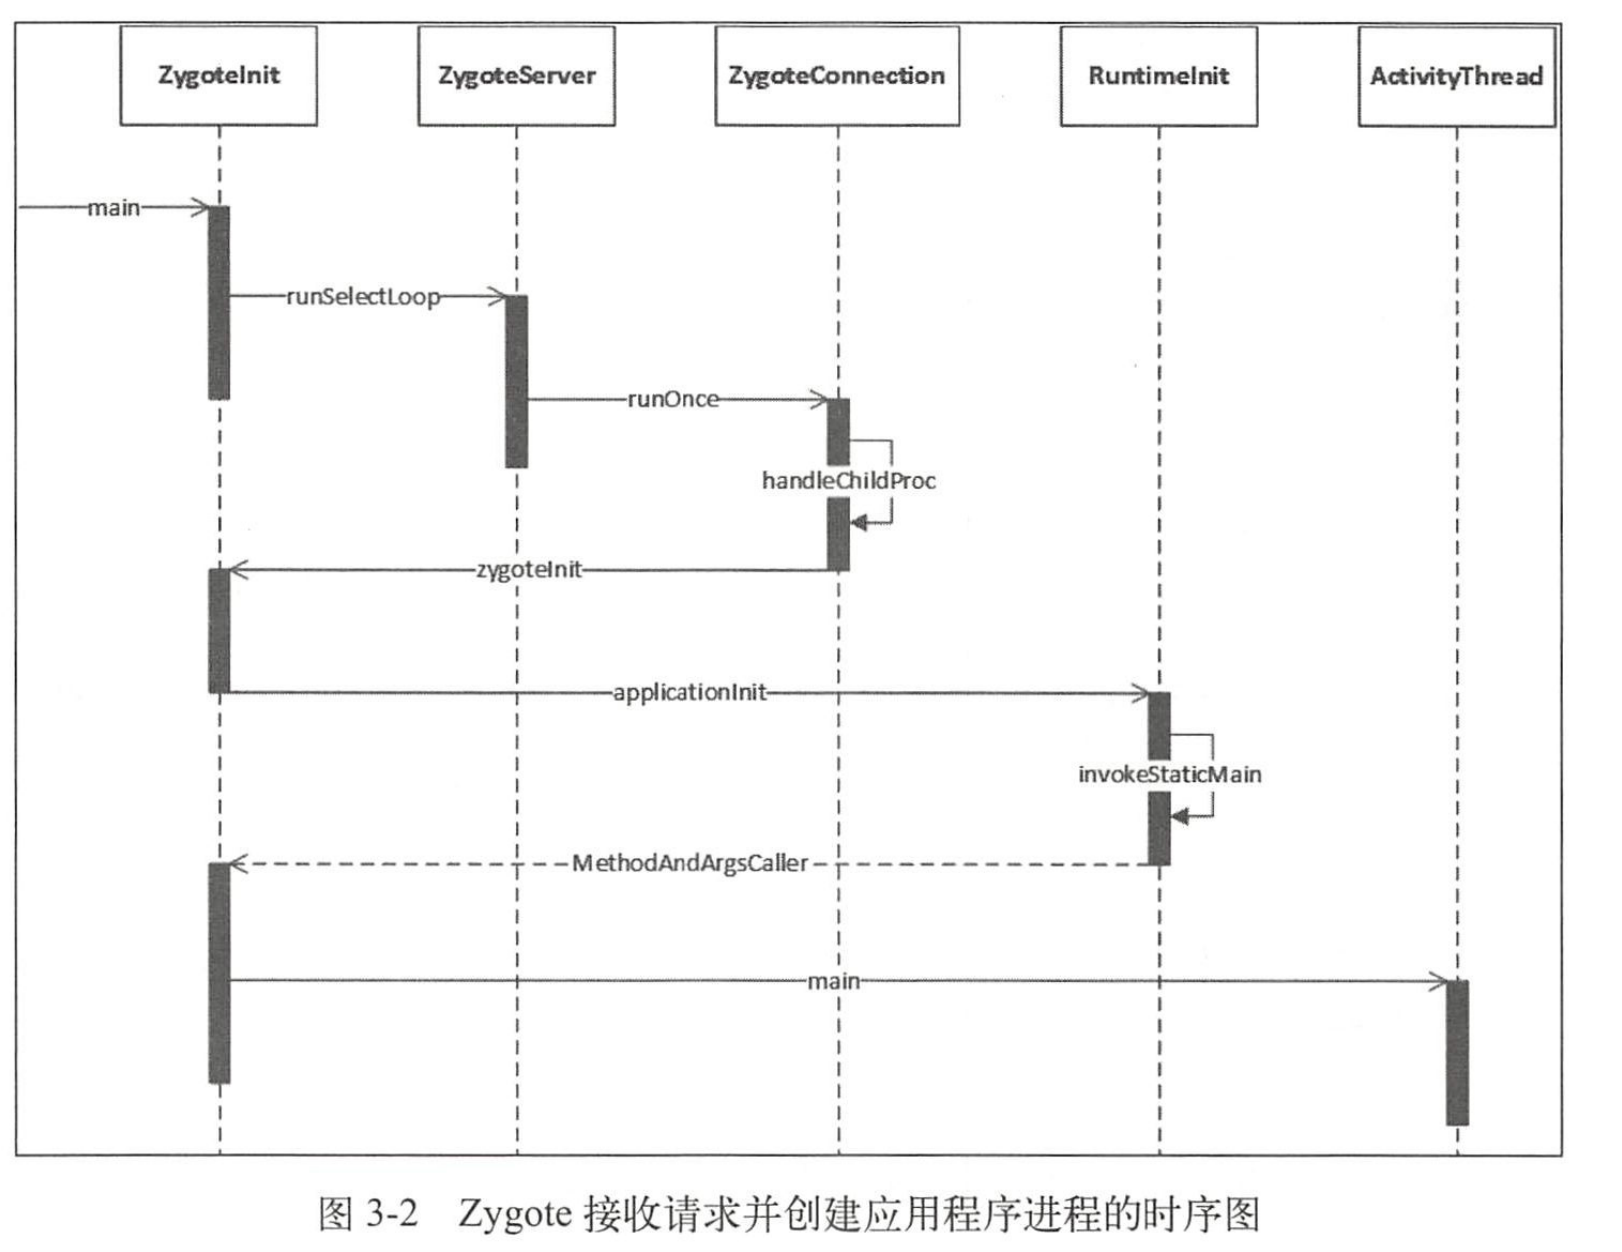 ZygoteInit
ZygoteServer
ZygoteConnection
RuntimeInit
ActivityThread
main
runSelectLoop
runOnce
handleChildProc
zygoteInit
applicationInit
invokeStaticMain
MethodAndArgsCaller
main
图 3-2 Zygote 接收请求并创建应用程序进程的时序图